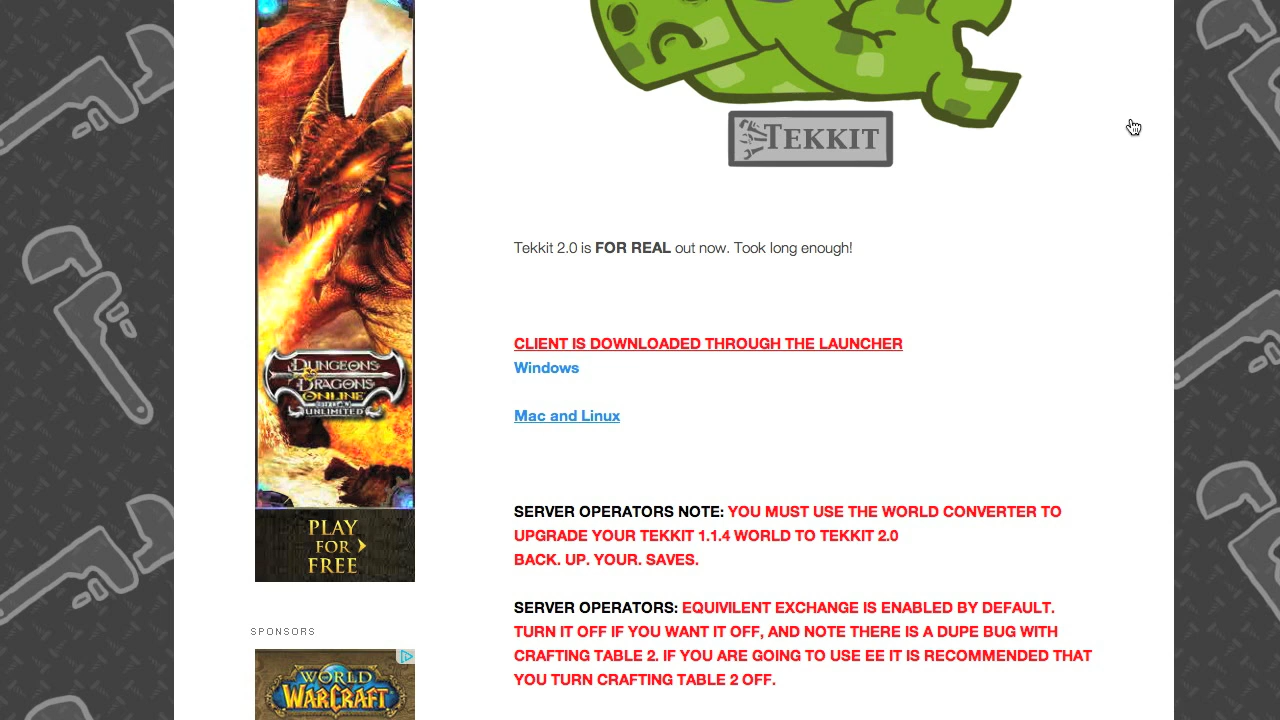 TEKKIT
Tekkit 2.0 is FOR REAL out now. Took long enough!
CLIENT IS DOWNLOADED THROUGH THE LAUNCHER
Windows
Mac and Linux
SERVER OPERATORS NOTE: YOU MUST USE THE WORLD CONVERTER TO
UPGRADE YOUR TEKKIT 1.1.4 WORLD TO TEKKIT 2.0
BACK. UP. YOUR. SAVES.
SERVER OPERATORS: EQUIVILENT EXCHANGE IS ENABLED BY DEFAULT.
TURN IT OFF IF YOU WANT IT OFF, AND NOTE THERE IS A DUPE BUG WITH
CRAFTING TABLE 2. IF YOU ARE GOING TO USE EE IT IS RECOMMENDED THAT
YOU TURN CRAFTING TABLE 2 OFF.
DUNGEONS
DRAGONS
ONLINE
UNLIMITED
PLAY
FOR
FREE
SPONSORS
WORLD
WARCRAFT